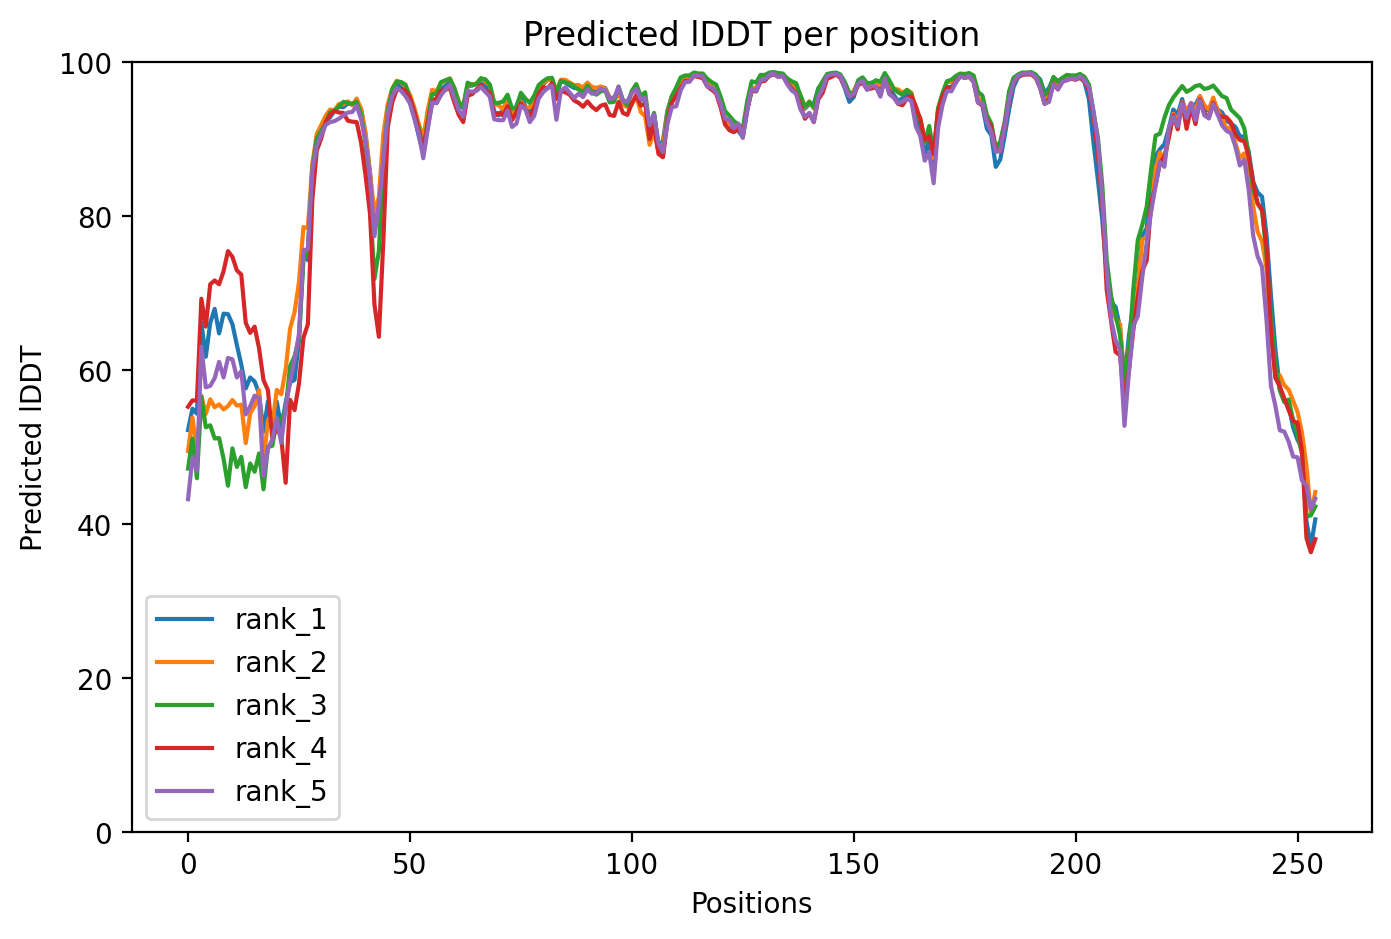 Predicted lDDT per position
Predicted lDDT
100
80
60
40
20
0
rank_1
rank_2
rank_3
rank_4
rank_5
0 50 100 150 200 250
Positions